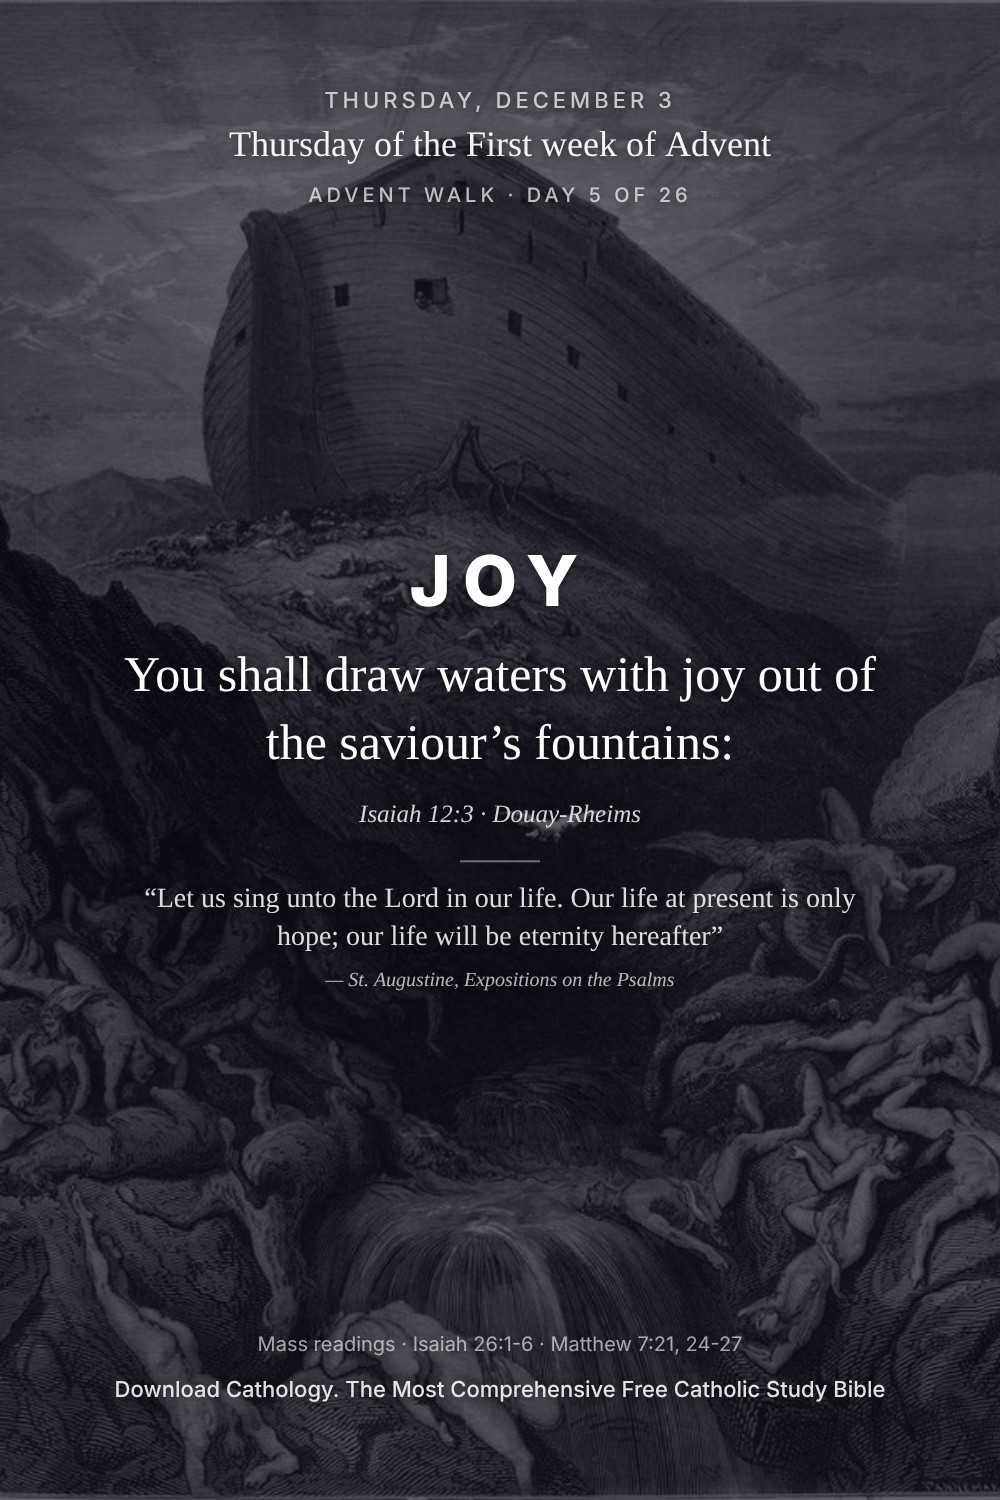 THURSDAY, DECEMBER 3
Thursday of the First week of Advent
ADVENT WALK · DAY 5 OF 26
JOY
You shall draw waters with joy out of
the saviour’s fountains:
Isaiah 12:3 · Douay-Rheims
“Let us sing unto the Lord in our life. Our life at present is only
hope; our life will be eternity hereafter”
— St. Augustine, Expositions on the Psalms
Mass readings · Isaiah 26:1-6 · Matthew 7:21, 24-27
Download Cathology. The Most Comprehensive Free Catholic Study Bible